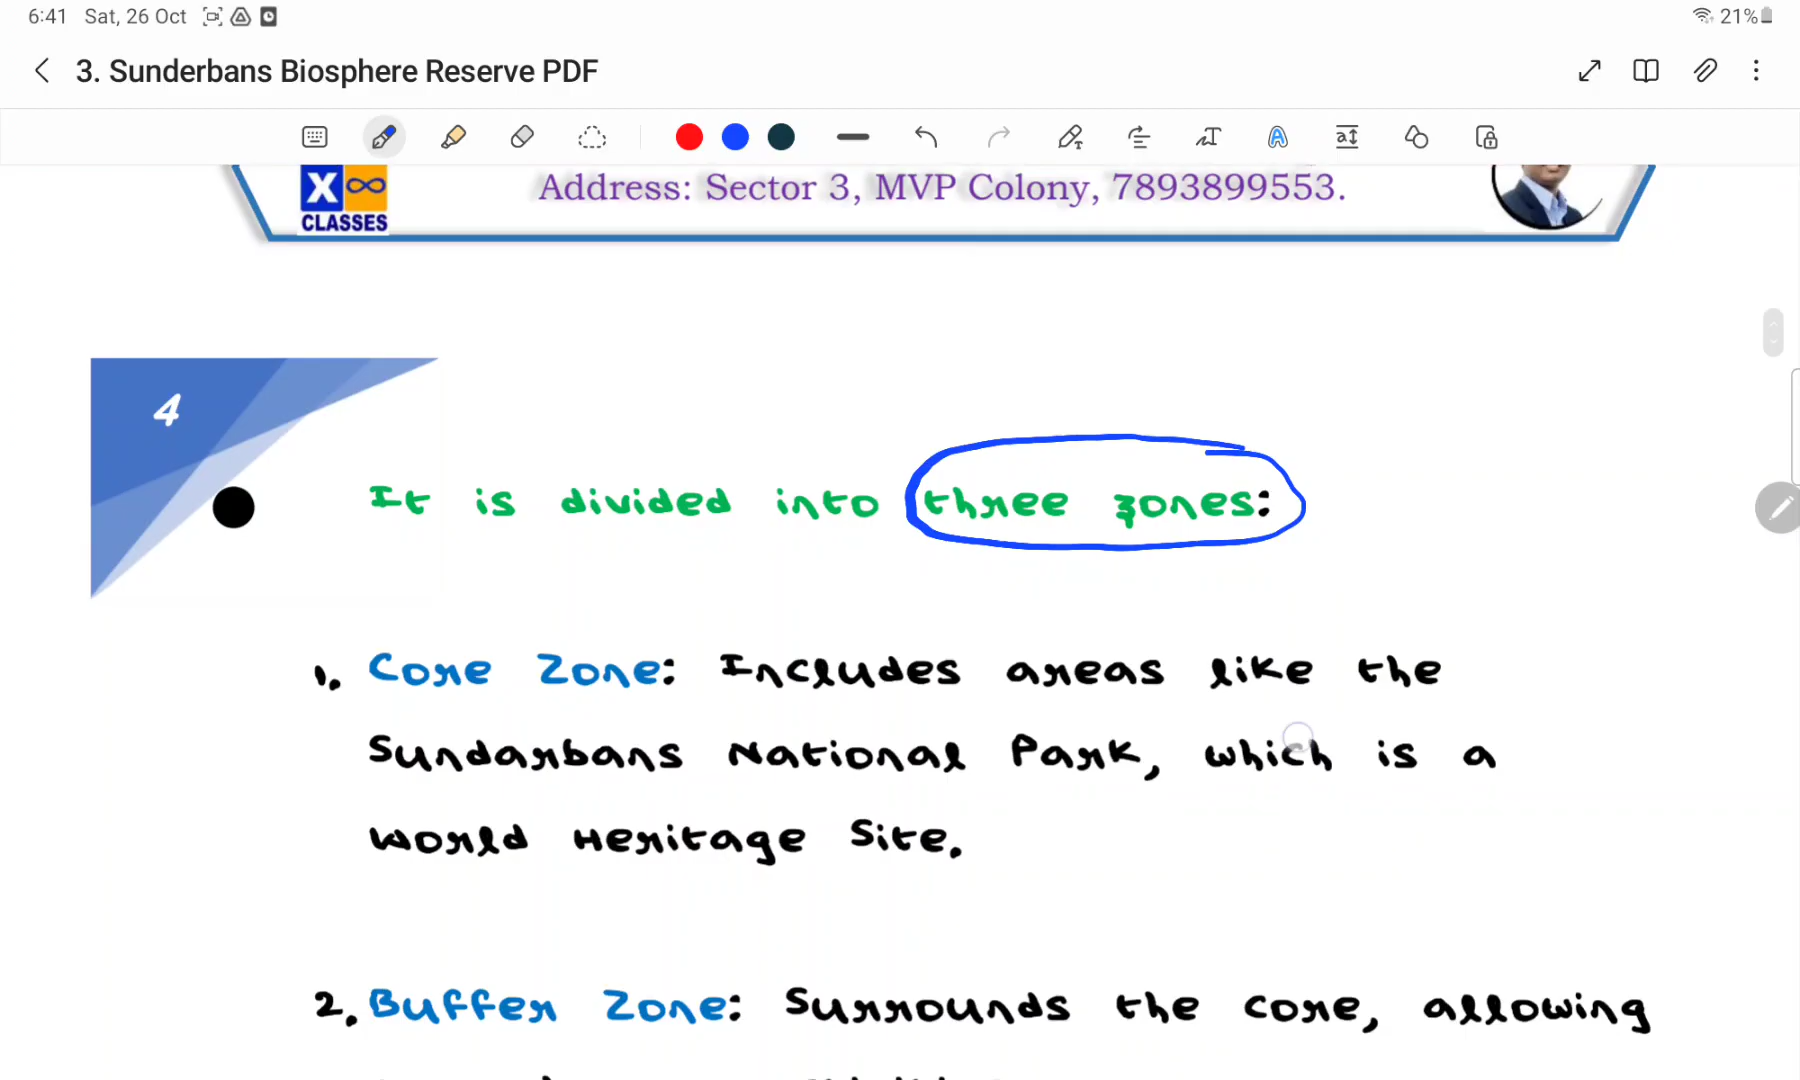 6:41 Sat, 26 Oct
21%
3. Sunderbans Biosphere Reserve PDF
X ∞
CLASSES
Address: Sector 3, MVP Colony, 7893899553.
4
It is divided into three zones:
1. Core Zone: Includes areas like the
Sundarbans National Park, which is a
World Heritage Site.
2. Buffer Zone: Surrounds the core, allowing